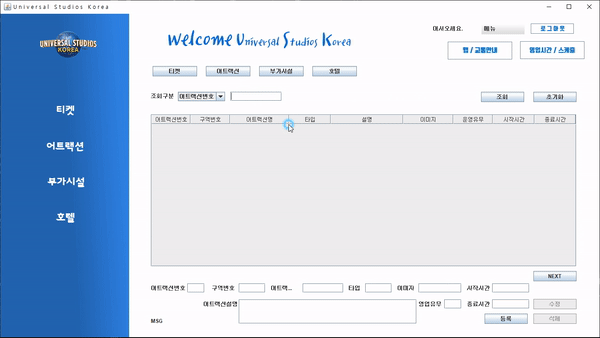 Universal Studios Korea
UNIVERSAL STUDIOS
KOREA
Welcome Universal Studios Korea
어서오세요.
메뉴
로그아웃
맵 / 교통안내
영업시간 / 스케줄
티켓
어트랙션
부가시설
호텔
티켓
어트랙션
부가시설
호텔
조회구분
어트랙션번호
조회
초기화
어트랙션번호 구역번호 어트랙션명 타입 설명 이미지 운영유무 시작시간 종료시간
NEXT
어트랙션번호 구역번호 어트랙... 타입 이미지 시작시간
어트랙션설명 영업유무 종료시간 수정
MSG 등록 삭제